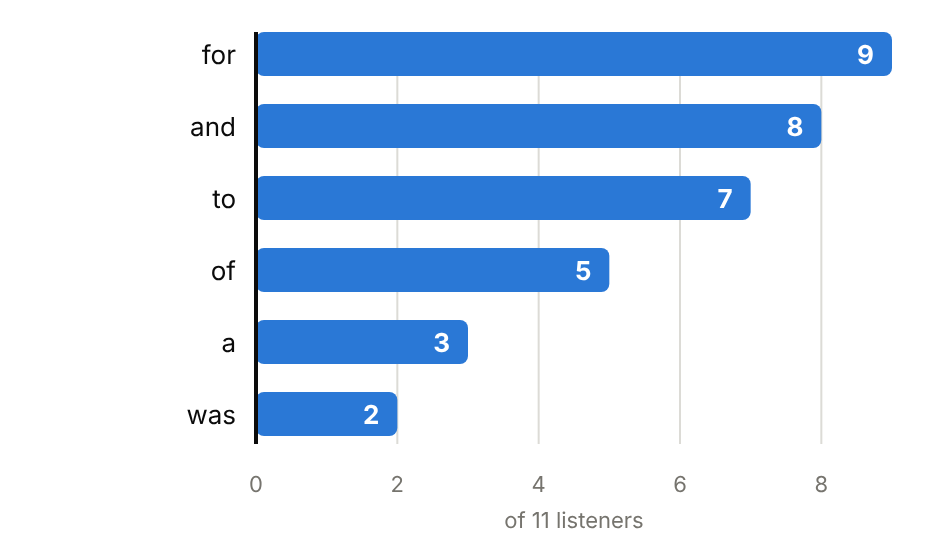 for 9
and 8
to 7
of 5
a 3
was 2
0 2 4 6 8
of 11 listeners